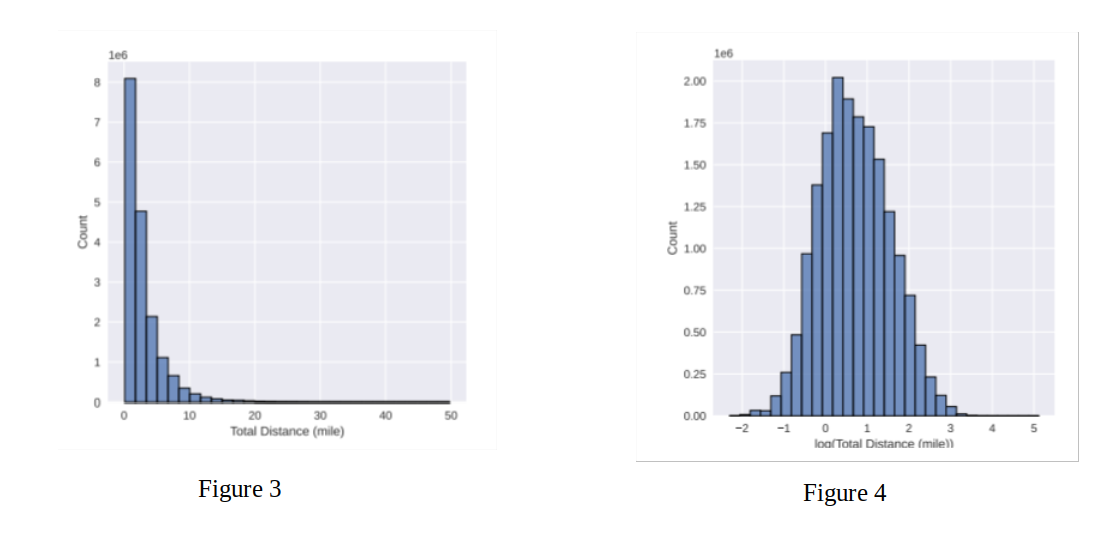 1e6
8
7
6
5
4
3
2
1
0
Count
0 10 20 30 40 50
Total Distance (mile)
Figure 3
1e6
2.00
1.75
1.50
1.25
1.00
0.75
0.50
0.25
0.00
Count
−2 −1 0 1 2 3 4 5
log(Total Distance (mile))
Figure 4